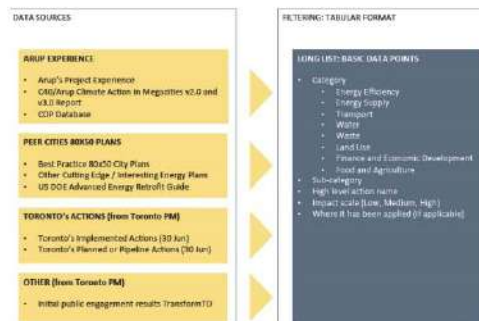 DATA SOURCES
ARUP EXPERIENCE
• Arup's Project Experience
• C40/Arup Climate Action in Megacities v2.0 and
v3.0 Report
• CDP Database
PEER CITIES 80X50 PLANS
• Best Practice 80x50 City Plans
• Other Cutting Edge / Interesting Energy Plans
• US DOE Advanced Energy Retrofit Guide
TORONTO's ACTIONS (from Toronto PM)
• Toronto's Implemented Actions (30 Jun)
• Toronto's Planned or Pipeline Actions (30 Jun)
OTHER (from Toronto PM)
• Initial public engagement results TransformTO
FILTERING: TABULAR FORMAT
LONG LIST: BASIC DATA POINTS
• Category
• Energy Efficiency
• Energy Supply
• Transport
• Water
• Waste
• Land Use
• Finance and Economic Development
• Food and Agriculture
• Sub-category
• High level action name
• Impact scale (Low, Medium, High)
• Where it has been applied (if applicable)